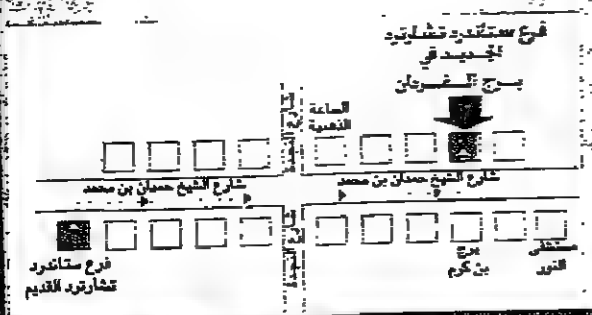 فرع ستاندرد تشارترد
الجديد في
برج الغريان
الساعة
الذهبية
شارع الشيخ حمدان بن محمد
شارع الشيخ حمدان بن محمد
برج
بن كرم
مستشفى
النور
فرع ستاندرد
تشارترد القديم